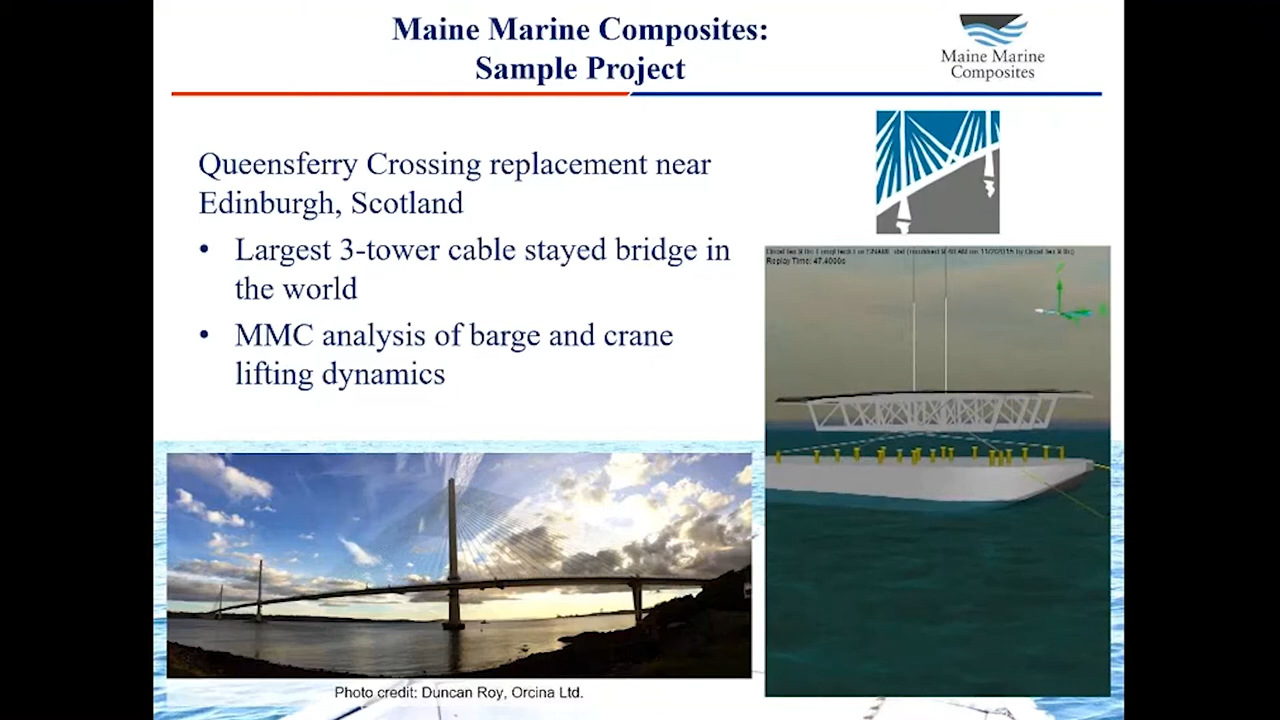 Maine Marine Composites:
Sample Project
Maine Marine
Composites
Queensferry Crossing replacement near
Edinburgh, Scotland
• Largest 3-tower cable stayed bridge in
the world
• MMC analysis of barge and crane
lifting dynamics
Replay Time: 47.4000s
Photo credit: Duncan Roy, Orcina Ltd.